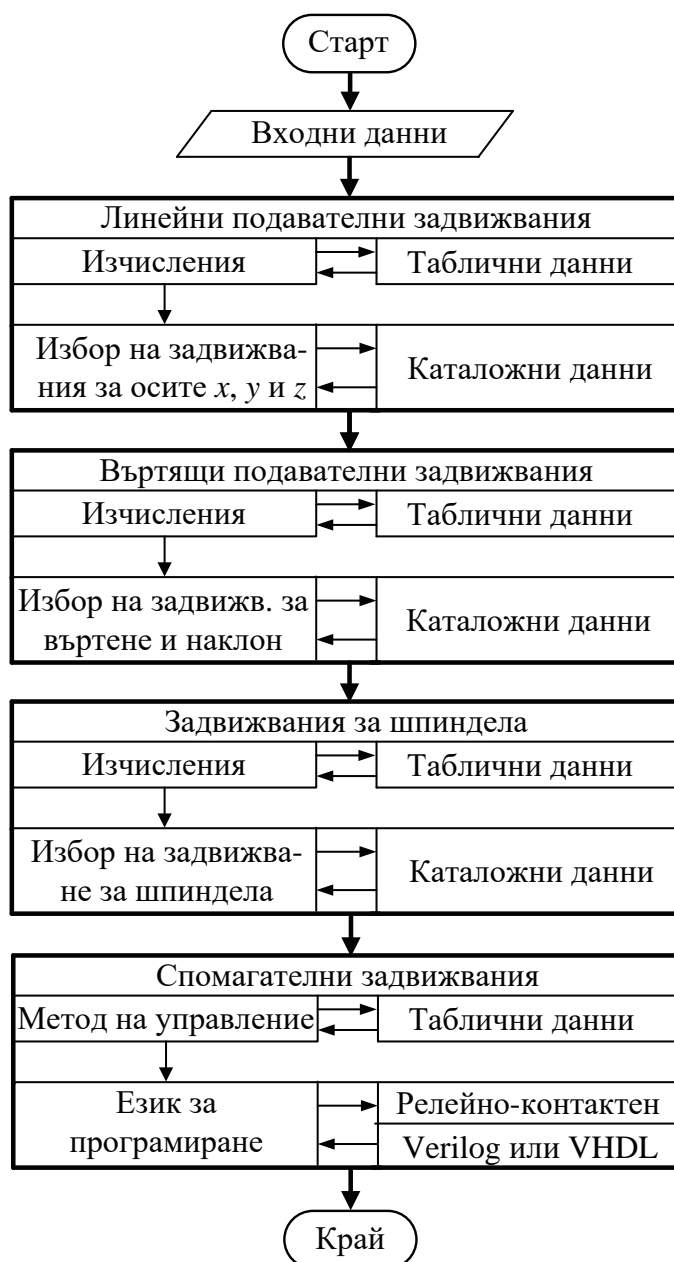 Старт
Входни данни
Линейни подавателни задвижвания
Изчисления
Таблични данни
Избор на задвижва-
ния за осите x, y и z
Каталожни данни
Въртящи подавателни задвижвания
Изчисления
Таблични данни
Избор на задвижв. за
въртене и наклон
Каталожни данни
Задвижвания за шпиндела
Изчисления
Таблични данни
Избор на задвижва-
не за шпиндела
Каталожни данни
Спомагателни задвижвания
Метод на управление
Таблични данни
Език за
програмиране
Релейно-контактен
Verilog или VHDL
Край